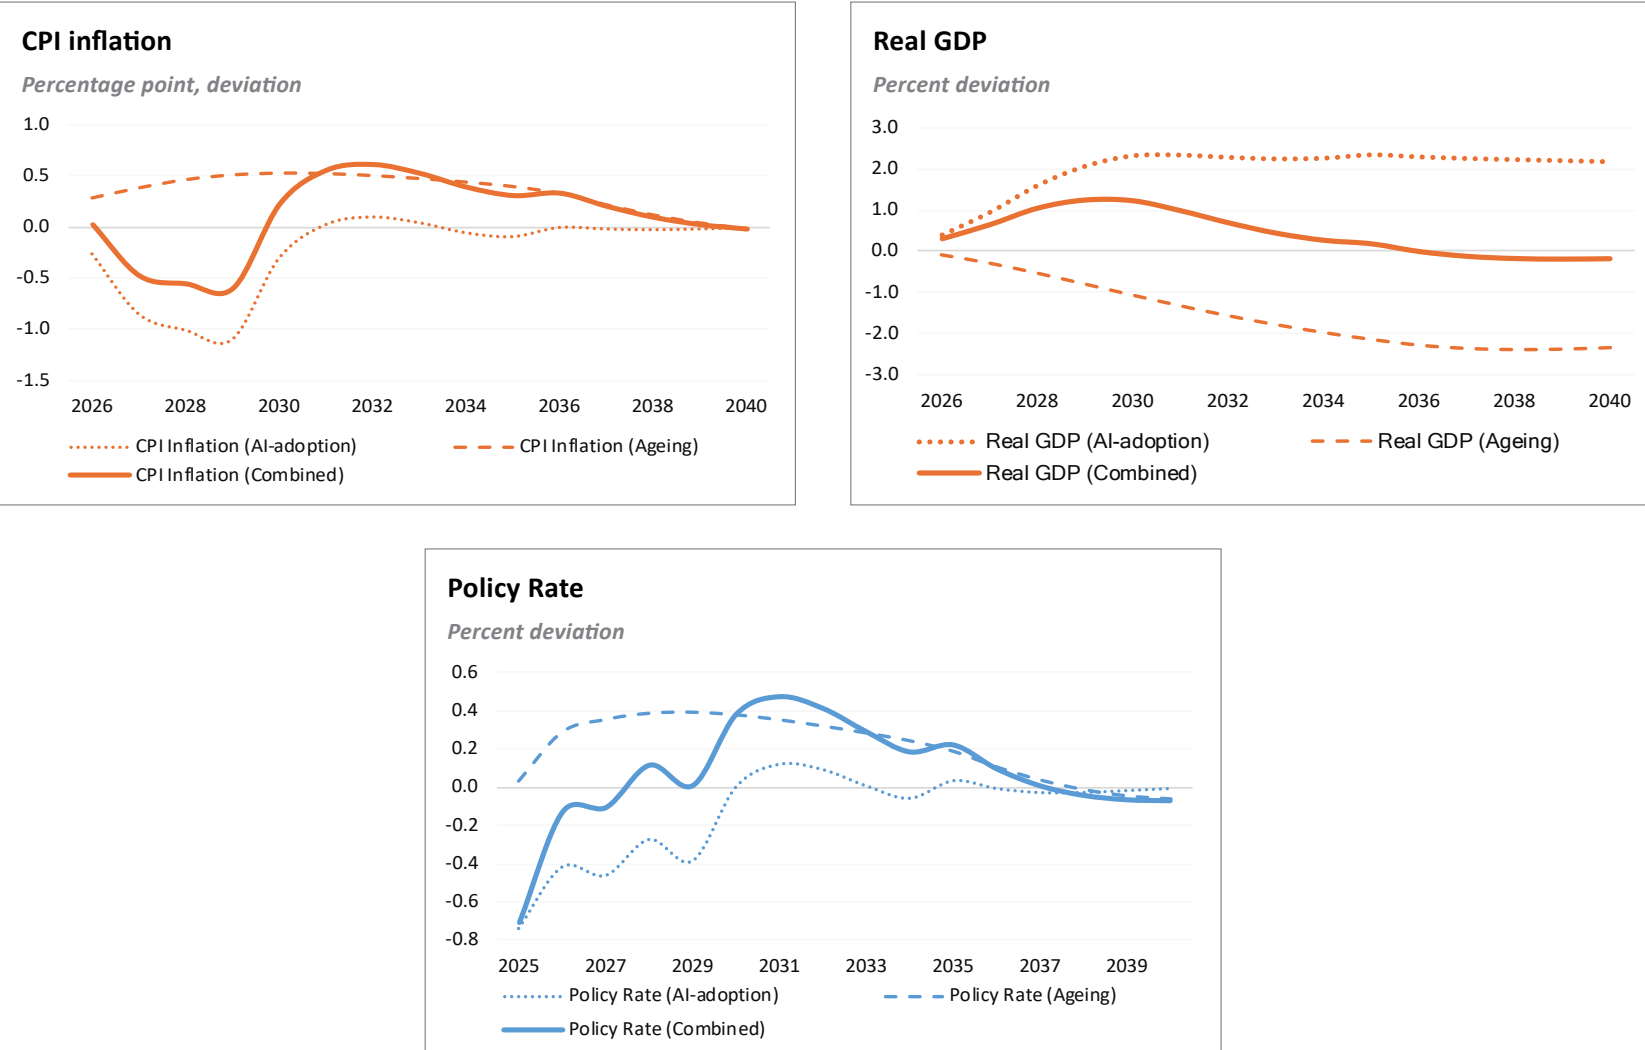 CPI inflation
Percentage point, deviation
1.0
0.5
0.0
-0.5
-1.0
-1.5
2026 2028 2030 2032 2034 2036 2038 2040
CPI Inflation (AI-adoption) CPI Inflation (Ageing)
CPI Inflation (Combined)
Real GDP
Percent deviation
3.0
2.0
1.0
0.0
-1.0
-2.0
-3.0
2026 2028 2030 2032 2034 2036 2038 2040
Real GDP (AI-adoption) Real GDP (Ageing)
Real GDP (Combined)
Policy Rate
Percent deviation
0.6
0.4
0.2
0.0
-0.2
-0.4
-0.6
-0.8
2025 2027 2029 2031 2033 2035 2037 2039
Policy Rate (AI-adoption) Policy Rate (Ageing)
Policy Rate (Combined)